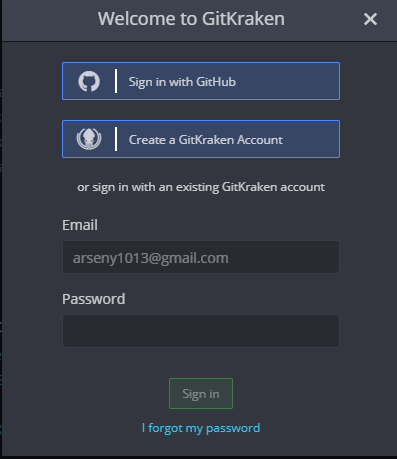 Welcome to GitKraken
Sign in with GitHub
Create a GitKraken Account
or sign in with an existing GitKraken account
Email
arseny1013@gmail.com
Password
Sign in
I forgot my password